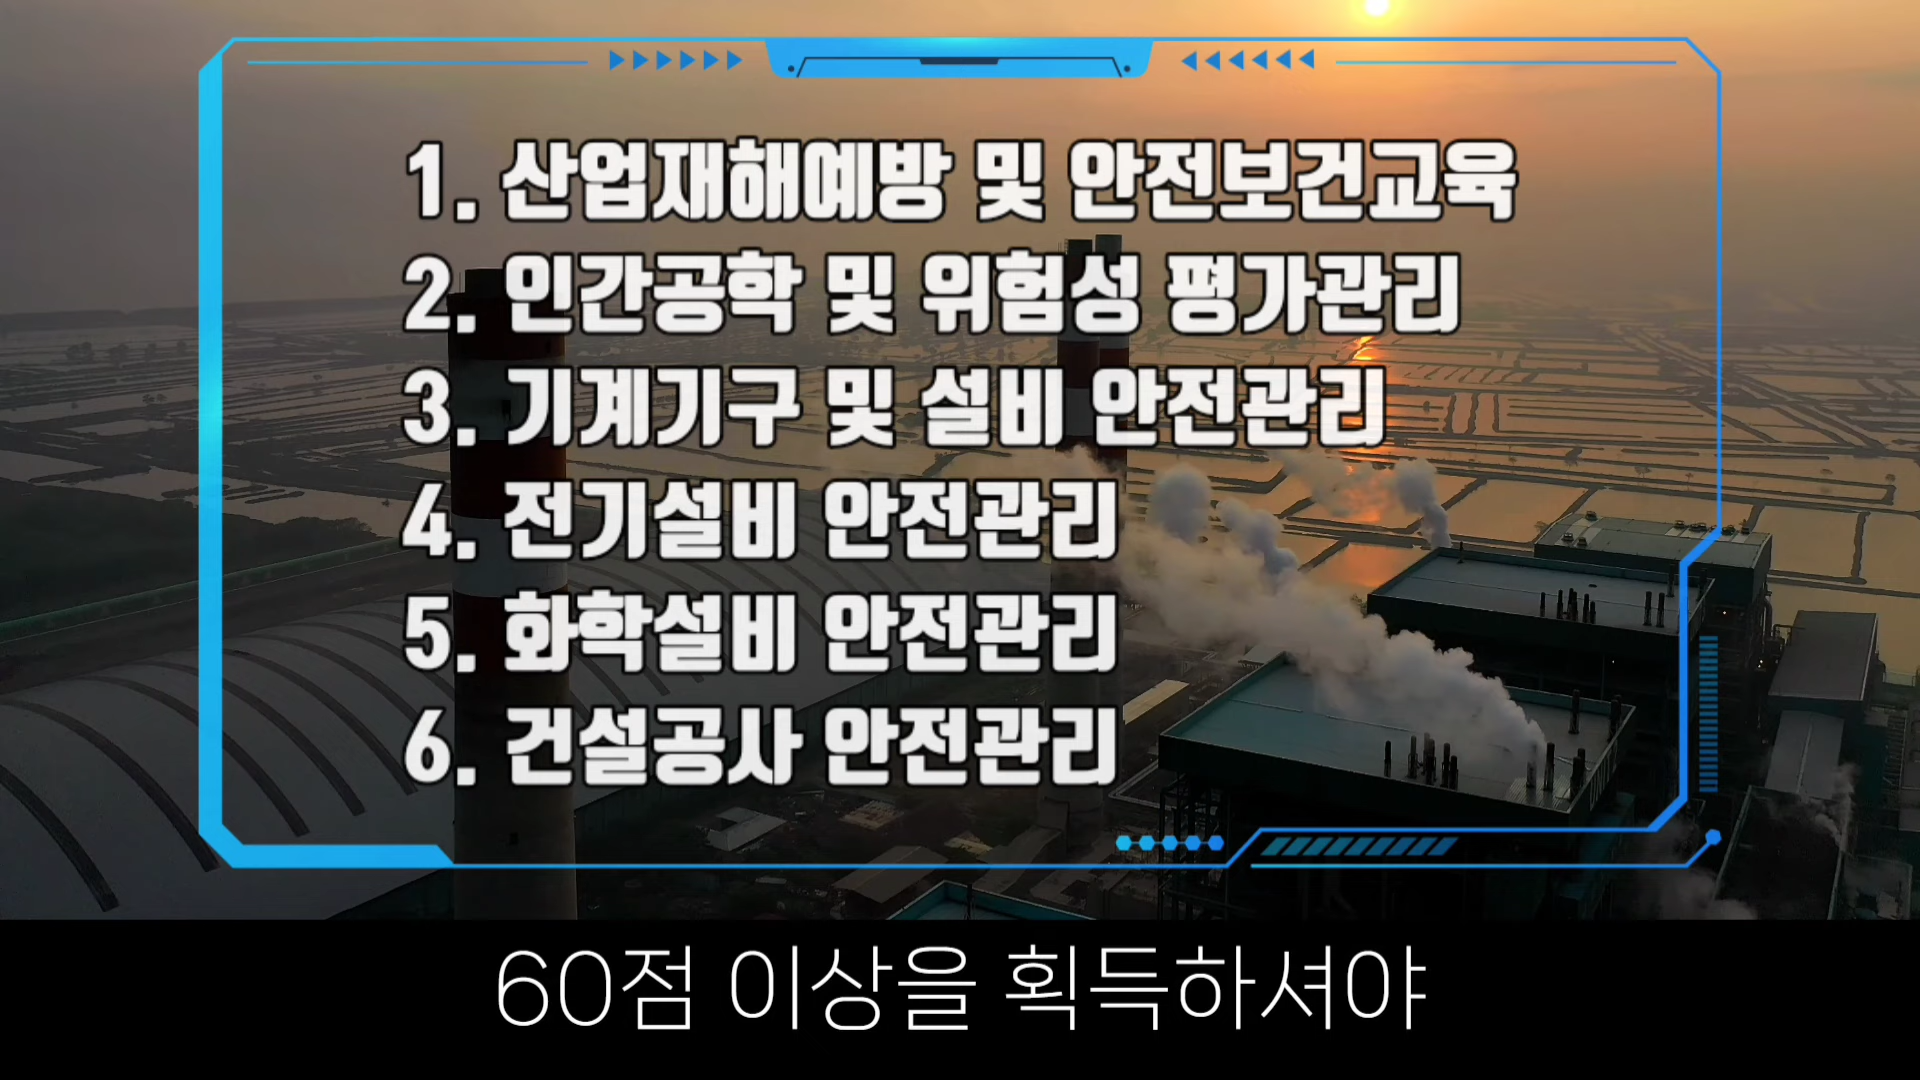 1. 산업재해예방 및 안전보건교육
2. 인간공학 및 위험성 평가관리
3. 기계기구 및 설비 안전관리
4. 전기설비 안전관리
5. 화학설비 안전관리
6. 건설공사 안전관리
60점 이상을 획득하셔야